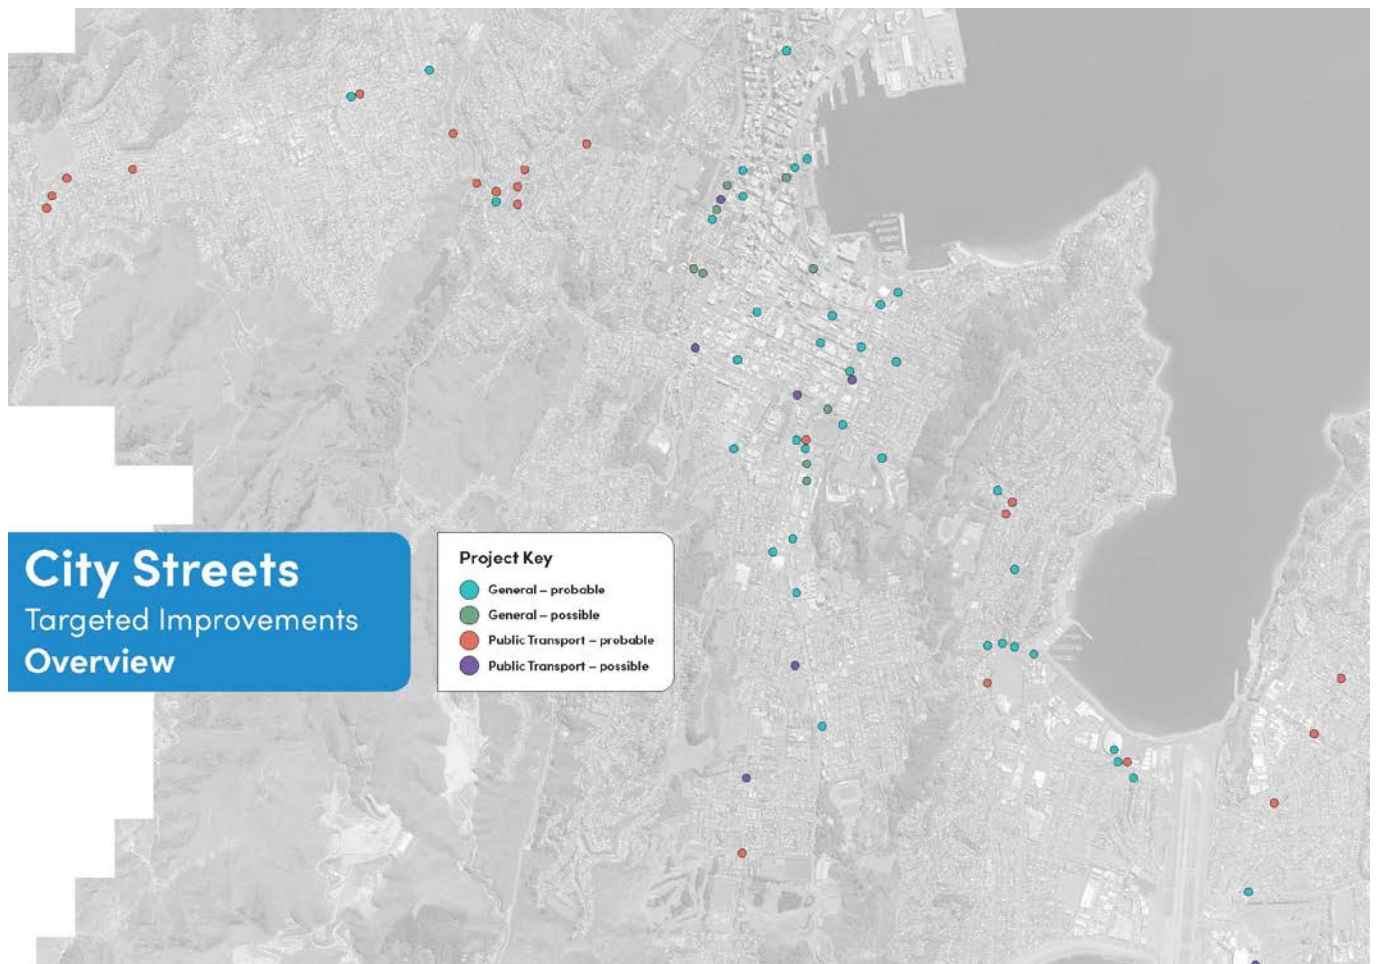 City Streets
Targeted Improvements
Overview
Project Key
General – probable
General – possible
Public Transport – probable
Public Transport – possible